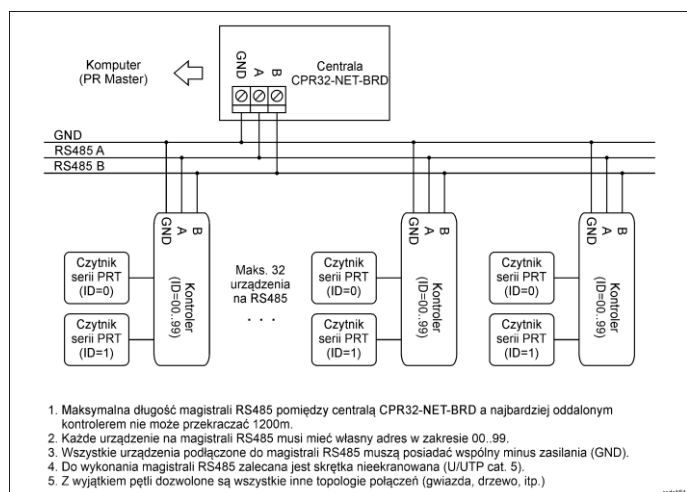 Komputer
(PR Master)
GND
A
B
Centrala
CPR32-NET-BRD
GND
RS485 A
RS485 B
GND
A
B
Kontroler
(ID=00..99)
Czytnik
serii PRT
(ID=0)
Czytnik
serii PRT
(ID=1)
Maks. 32
urządzenia
na RS485
. . .
GND
A
B
Kontroler
(ID=00..99)
Czytnik
serii PRT
(ID=0)
Czytnik
serii PRT
(ID=1)
GND
A
B
Kontroler
(ID=00..99)
Czytnik
serii PRT
(ID=0)
Czytnik
serii PRT
(ID=1)
1. Maksymalna długość magistrali RS485 pomiędzy centralą CPR32-NET-BRD a najbardziej oddalonym
kontrolerem nie może przekraczać 1200m.
2. Każde urządzenie na magistrali RS485 musi mieć własny adres w zakresie 00..99.
3. Wszystkie urządzenia podłączone do magistrali RS485 muszą posiadać wspólny minus zasilania (GND).
4. Do wykonania magistrali RS485 zalecana jest skrętka nieekranowana (U/UTP cat. 5).
5. Z wyjątkiem pętli dozwolone są wszystkie inne topologie połączeń (gwiazda, drzewo, itp.)